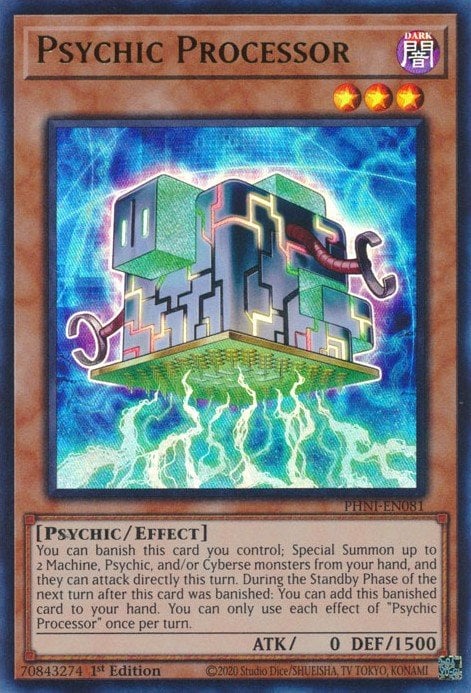 PSYCHIC PROCESSOR
DARK
闇
PHNI-EN081
[PSYCHIC/EFFECT]
You can banish this card you control; Special Summon up to
2 Machine, Psychic, and/or Cyberse monsters from your hand, and
they can attack directly this turn. During the Standby Phase of the
next turn after this card was banished: You can add this banished
card to your hand. You can only use each effect of "Psychic
Processor" once per turn.
ATK/ 0 DEF/1500
70843274 1st Edition ©2020 Studio Dice/SHUEISHA, TV TOKYO, KONAMI